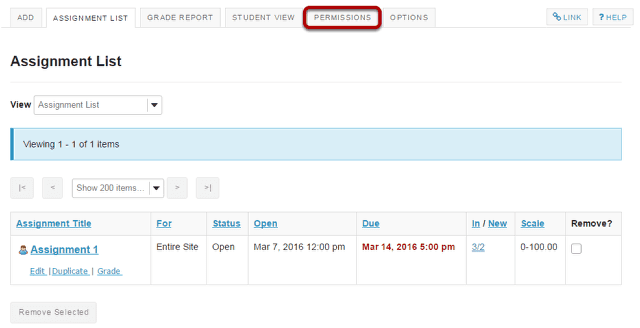 ADD ASSIGNMENT LIST GRADE REPORT STUDENT VIEW PERMISSIONS OPTIONS LINK ? HELP
Assignment List
View Assignment List
Viewing 1 - 1 of 1 items
|< < Show 200 items... > >|
Assignment Title For Status Open Due In / New Scale Remove?
Assignment 1 Entire Site Open Mar 7, 2016 12:00 pm Mar 14, 2016 5:00 pm 3/2 0-100.00
Edit | Duplicate | Grade
Remove Selected